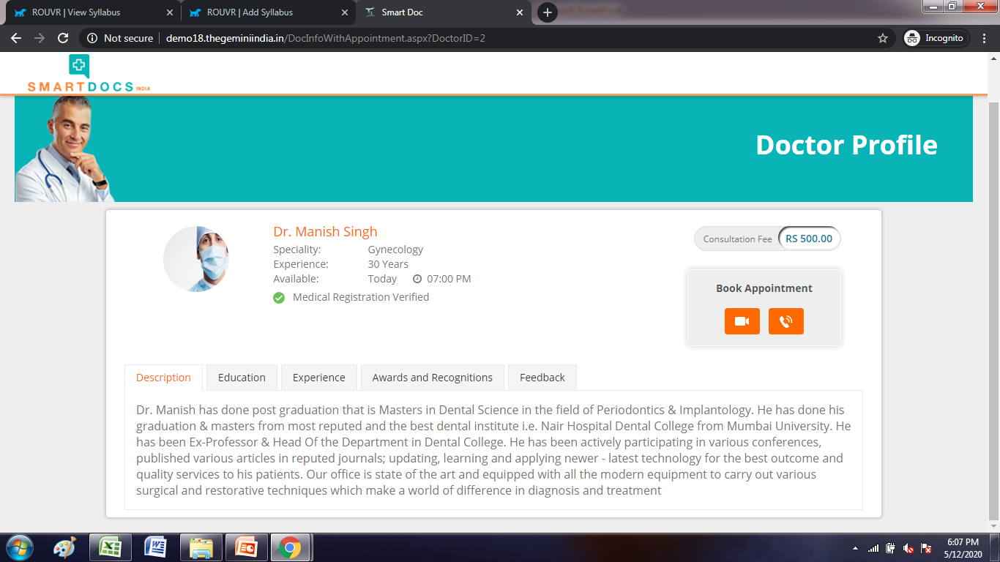 ROUVR | View Syllabus
ROUVR | Add Syllabus
Smart Doc
Not secure | demo18.thegeminiindia.in/DocInfoWithAppointment.aspx?DoctorID=2
Incognito
SMARTDOCS INDIA
Doctor Profile
Dr. Manish Singh
Speciality: Gynecology
Experience: 30 Years
Available: Today 07:00 PM
Medical Registration Verified
Consultation Fee RS 500.00
Book Appointment
Description Education Experience Awards and Recognitions Feedback
Dr. Manish has done post graduation that is Masters in Dental Science in the field of Periodontics & Implantology. He has done his
graduation & masters from most reputed and the best dental institute i.e. Nair Hospital Dental College from Mumbai University. He
has been Ex-Professor & Head Of the Department in Dental College. He has been actively participating in various conferences,
published various articles in reputed journals; updating, learning and applying newer - latest technology for the best outcome and
quality services to his patients. Our office is state of the art and equipped with all the modern equipment to carry out various
surgical and restorative techniques which make a world of difference in diagnosis and treatment
6:07 PM
5/12/2020